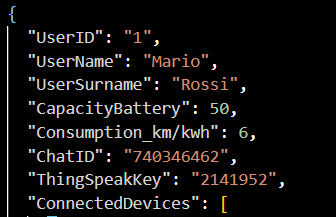 {
"UserID": "1",
"UserName": "Mario",
"UserSurname": "Rossi",
"CapacityBattery": 50,
"Consumption_km/kwh": 6,
"ChatID": "740346462",
"ThingSpeakKey": "2141952",
"ConnectedDevices": [